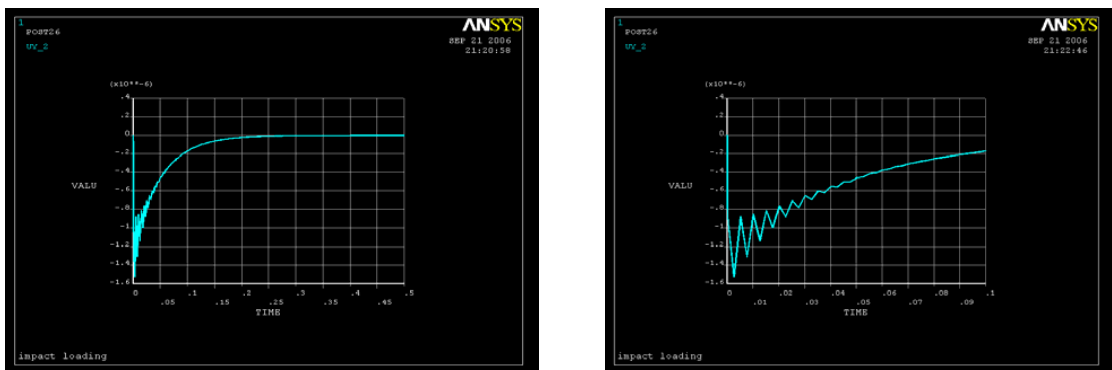 1
POST26
UY_2
ANSYS
SEP 21 2006
21:20:58
(x10**-6)
.4
.2
0
-.2
-.4
-.6
-.8
-1
-1.2
-1.4
-1.6
VALU
0 .1 .2 .3 .4 .5
.05 .15 .25 .35 .45
TIME
impact loading
1
POST26
UY_2
ANSYS
SEP 21 2006
21:22:46
(x10**-6)
.4
.2
0
-.2
-.4
-.6
-.8
-1
-1.2
-1.4
-1.6
VALU
0 .02 .04 .06 .08 .1
.01 .03 .05 .07 .09
TIME
impact loading